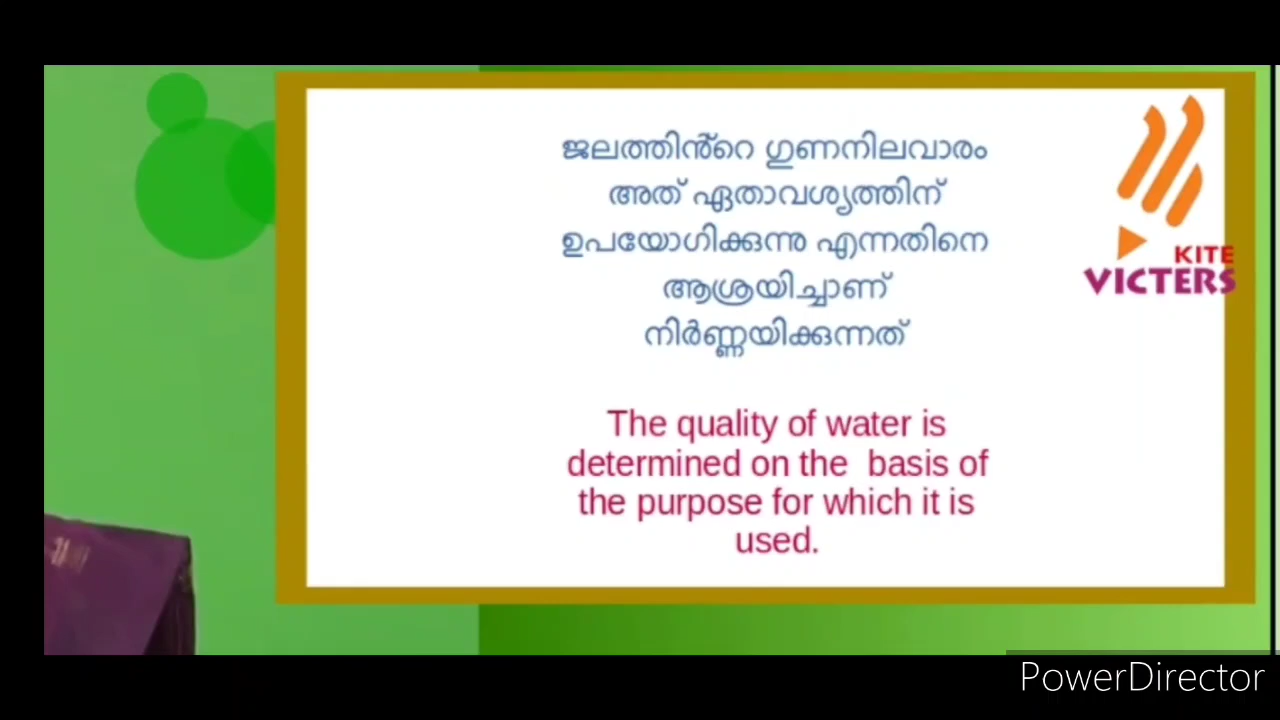 ജലത്തിൻ്റെ ഗുണനിലവാരം
അത് ഏതാവശ്യത്തിന്
ഉപയോഗിക്കുന്നു എന്നതിനെ
ആശ്രയിച്ചാണ്
നിർണ്ണയിക്കുന്നത്
KITE
VICTERS
The quality of water is
determined on the  basis of
the purpose for which it is
used.
PowerDirector